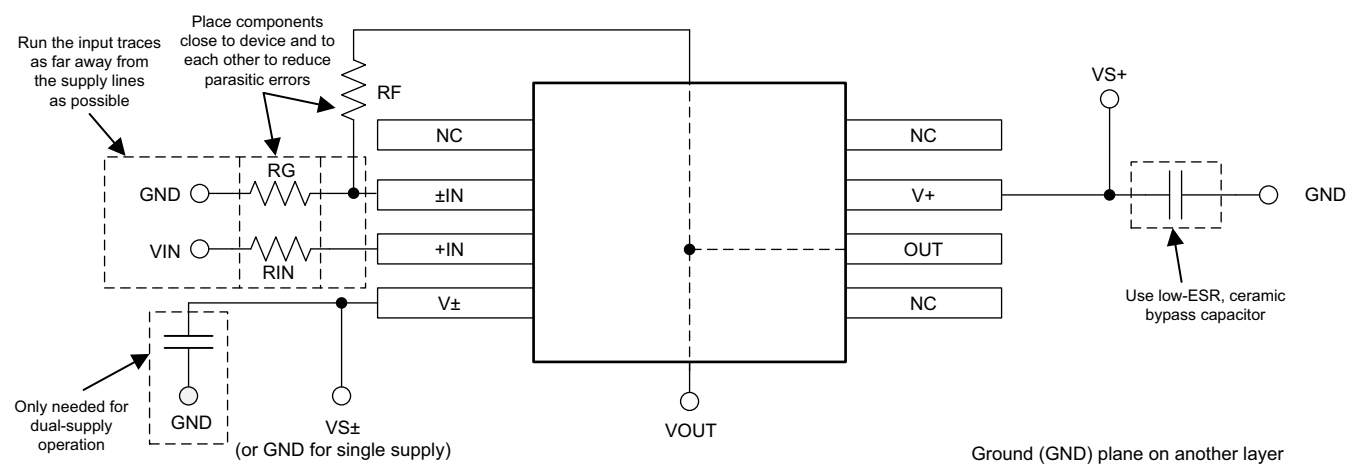 Place components
close to device and to
each other to reduce
parasitic errors
Run the input traces
as far away from
the supply lines
as possible
RF
VS+
NC
NC
RG
GND
±IN
V+
GND
VIN
RIN
+IN
OUT
V±
NC
Use low-ESR, ceramic
bypass capacitor
Only needed for
dual-supply
operation
GND
VS±
(or GND for single supply)
VOUT
Ground (GND) plane on another layer